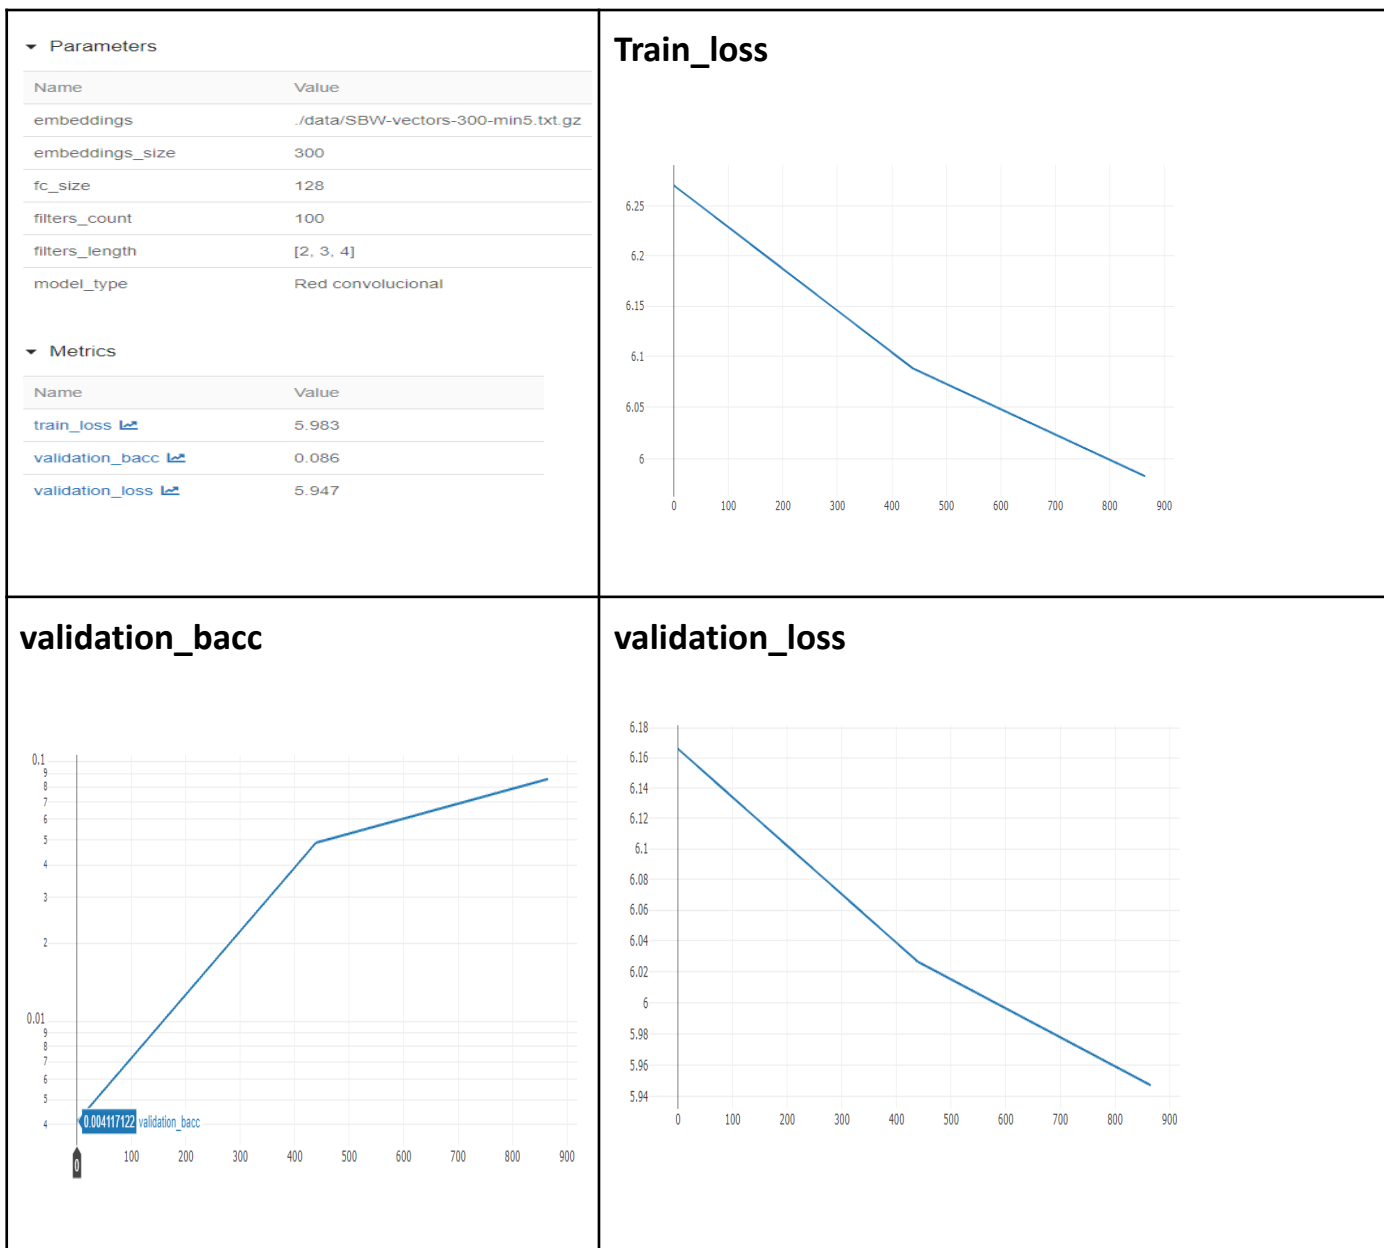 Parameters
Name Value
embeddings ./data/SBW-vectors-300-min5.txt.gz
embeddings_size 300
fc_size 128
filters_count 100
filters_length [2, 3, 4]
model_type Red convolucional
Metrics
Name Value
train_loss 5.983
validation_bacc 0.086
validation_loss 5.947
Train_loss
6.25
6.2
6.15
6.1
6.05
6
0 100 200 300 400 500 600 700 800 900
validation_bacc
0.1
9
8
7
6
5
4
3
2
0.01
9
8
7
6
5
4
0.004117122 validation_bacc
0 100 200 300 400 500 600 700 800 900
validation_loss
6.18
6.16
6.14
6.12
6.1
6.08
6.06
6.04
6.02
6
5.98
5.96
5.94
0 100 200 300 400 500 600 700 800 900